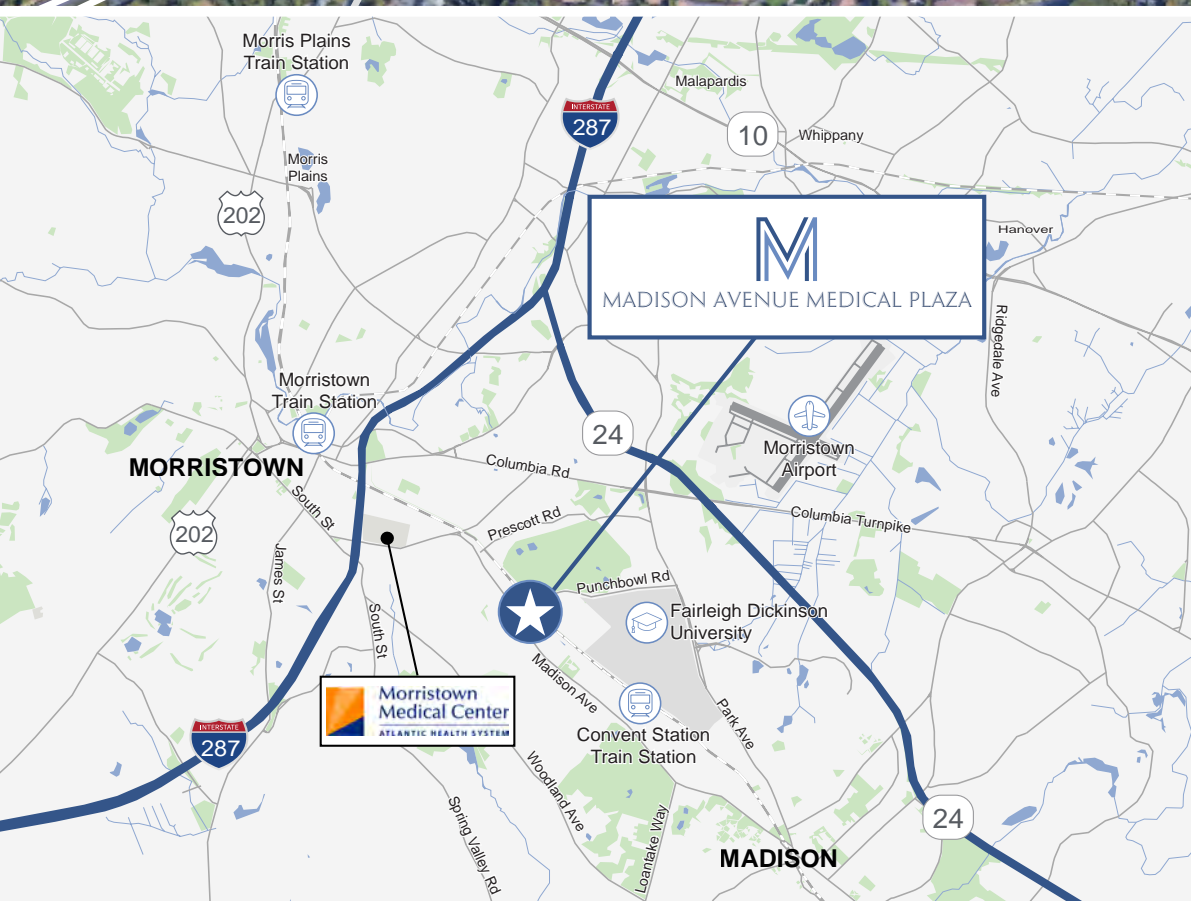 Morris Plains
Train Station
Malapardis
INTERSTATE
287
10
Whippany
Morris
Plains
202
Hanover
M
MADISON AVENUE MEDICAL PLAZA
Ridgedale Ave
Morristown
Train Station
24
Morristown
Airport
MORRISTOWN
Columbia Rd
South St
Columbia Turnpike
Prescott Rd
202
James St
Punchbowl Rd
Fairleigh Dickinson
University
South St
Madison Ave
Morristown
Medical Center
ATLANTIC HEALTH SYSTEM
Park Ave
INTERSTATE
287
Convent Station
Train Station
Woodland Ave
Spring Valley Rd
Loantake Way
24
MADISON